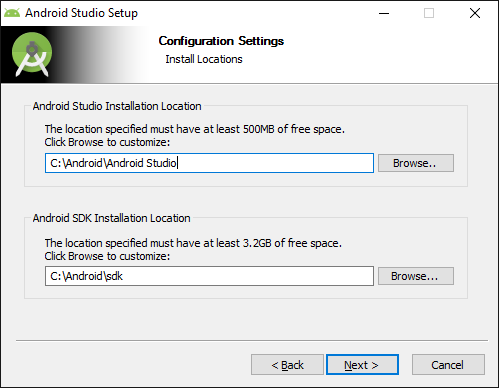 Android Studio Setup
Configuration Settings
Install Locations
Android Studio Installation Location
The location specified must have at least 500MB of free space.
Click Browse to customize:
C:\Android\Android Studio
Browse..
Android SDK Installation Location
The location specified must have at least 3.2GB of free space.
Click Browse to customize:
C:\Android\sdk
Browse...
< Back
Next >
Cancel